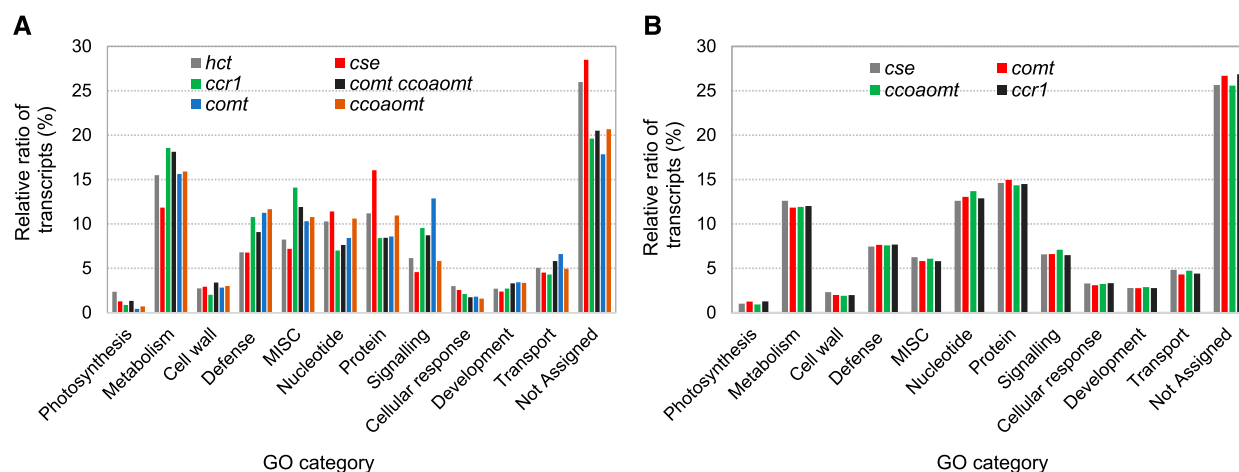 A
Relative ratio of
transcripts (%)
30
25
20
15
10
5
0
hct
cse
ccr1
comt ccoaomt
comt
ccoaomt
Photosynthesis
Metabolism
Cell wall
Defense
MISC
Nucleotide
Protein
Signalling
Cellular response
Development
Transport
Not Assigned
GO category
B
Relative ratio of
transcripts (%)
30
25
20
15
10
5
0
cse
comt
ccoaomt
ccr1
Photosynthesis
Metabolism
Cell wall
Defense
MISC
Nucleotide
Protein
Signalling
Cellular response
Development
Transport
Not Assigned
GO category